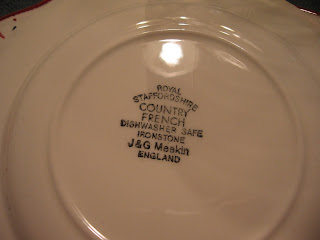 ROYAL
STAFFORDSHIRE
COUNTRY
FRENCH
DISHWASHER SAFE
IRONSTONE
J&G Meakin
ENGLAND